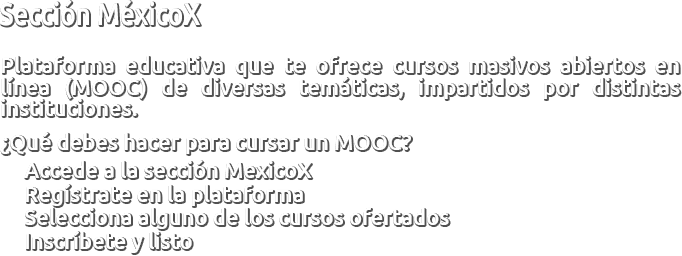 Sección MéxicoX
Plataforma educativa que te ofrece cursos masivos abiertos en
línea (MOOC) de diversas temáticas, impartidos por distintas
instituciones.
¿Qué debes hacer para cursar un MOOC?
Accede a la sección MexicoX
Regístrate en la plataforma
Selecciona alguno de los cursos ofertados
Inscríbete y listo